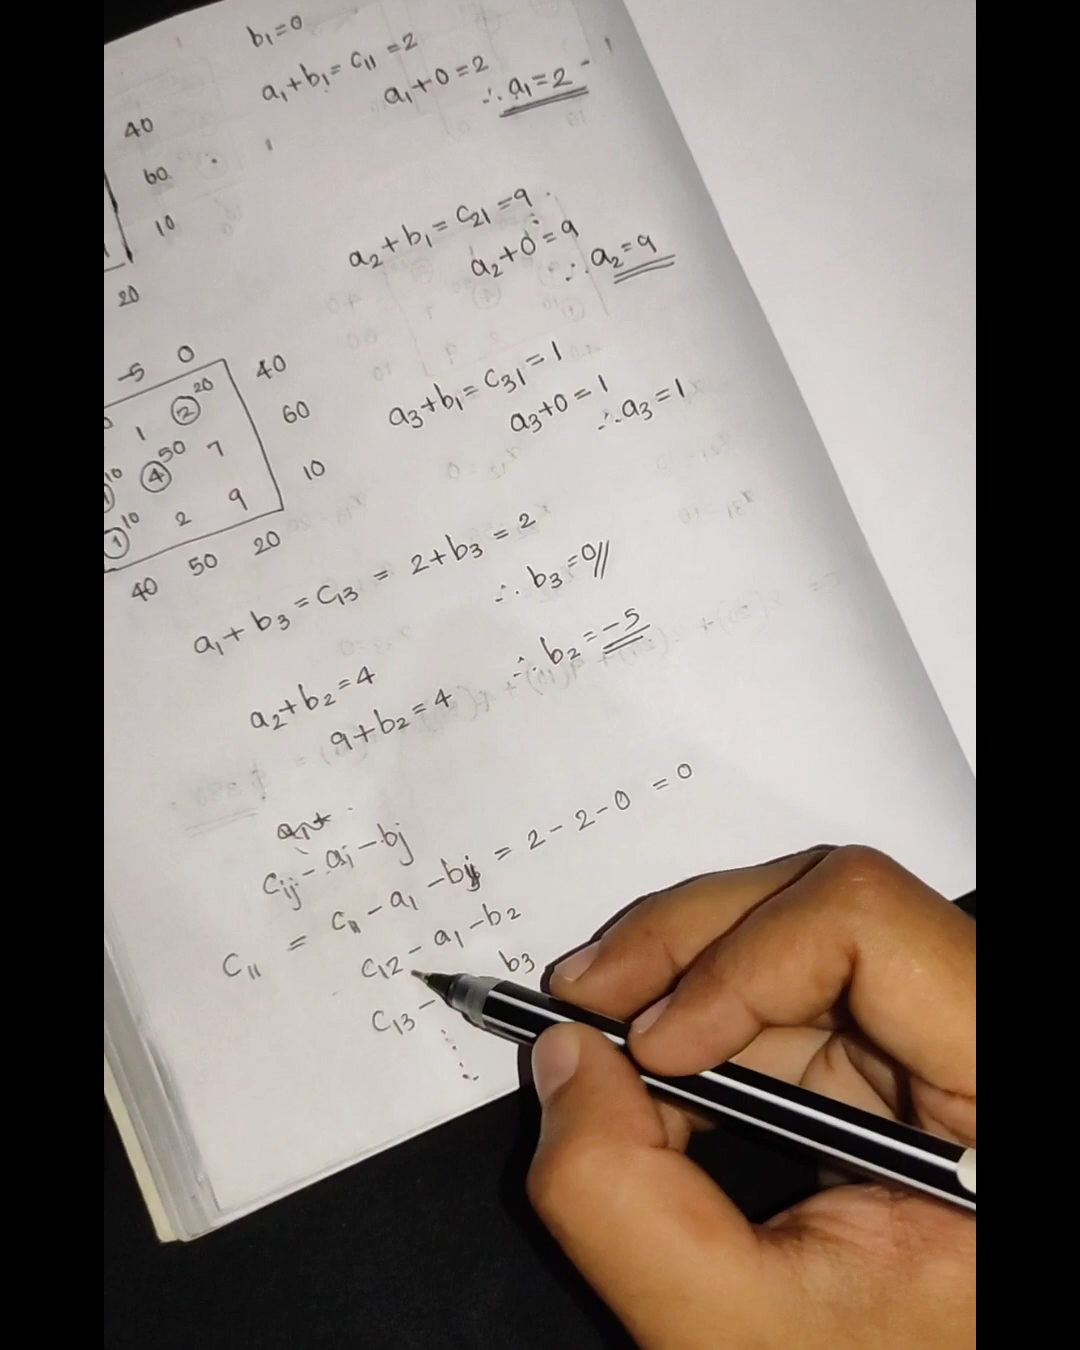 b₁=0
a₁+b₁= c₁₁ =2
a₁+0=2
∴ a₁=2
40
60
10
20
a₂+b₁= c₂₁ =9
a₂+0=9
∴ a₂=9
-5 0
1 2 20 40
10 4 50 7 60
1 10 2 9 10
40 50 20
a₃+b₁= c₃₁ =1
a₃+0=1
∴ a₃=1
a₁+b₃= c₁₃ = 2+b₃ = 2
∴ b₃=0//
a₂+b₂=4
9+b₂=4
∴ b₂=-5
cᵢⱼ - aᵢ - bⱼ
C₁₁ = c₁₁ - a₁ - b₁ = 2-2-0 = 0
c₁₂ - a₁ - b₂
c₁₃ - b₃